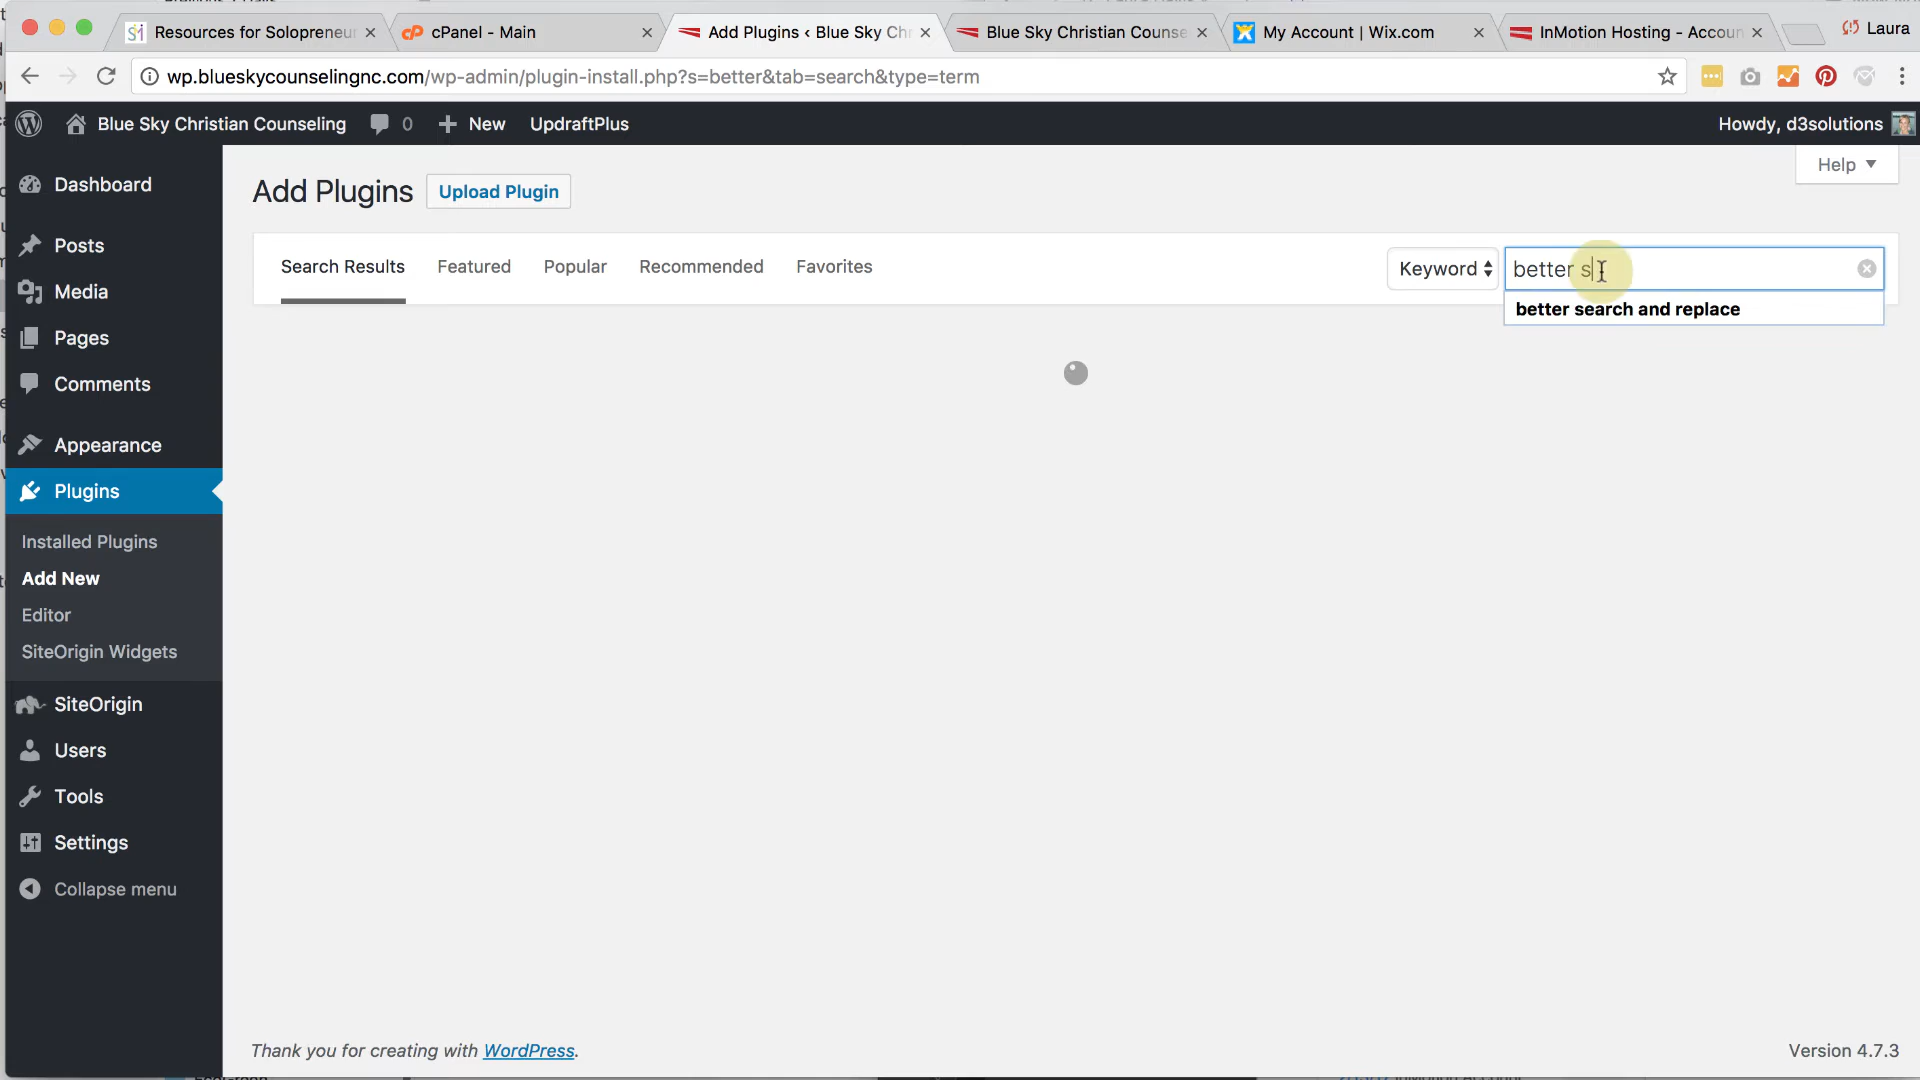 Resources for Solopreneur
cPanel - Main
Add Plugins ‹ Blue Sky Chr
Blue Sky Christian Counse
My Account | Wix.com
InMotion Hosting - Accoun
Laura
wp.blueskycounselingnc.com/wp-admin/plugin-install.php?s=better&tab=search&type=term
Blue Sky Christian Counseling
0
New
UpdraftPlus
Howdy, d3solutions
Help
Dashboard
Posts
Media
Pages
Comments
Appearance
Plugins
Installed Plugins
Add New
Editor
SiteOrigin Widgets
SiteOrigin
Users
Tools
Settings
Collapse menu
Add Plugins
Upload Plugin
Search Results
Featured
Popular
Recommended
Favorites
Keyword
better s
better search and replace
Thank you for creating with WordPress.
Version 4.7.3